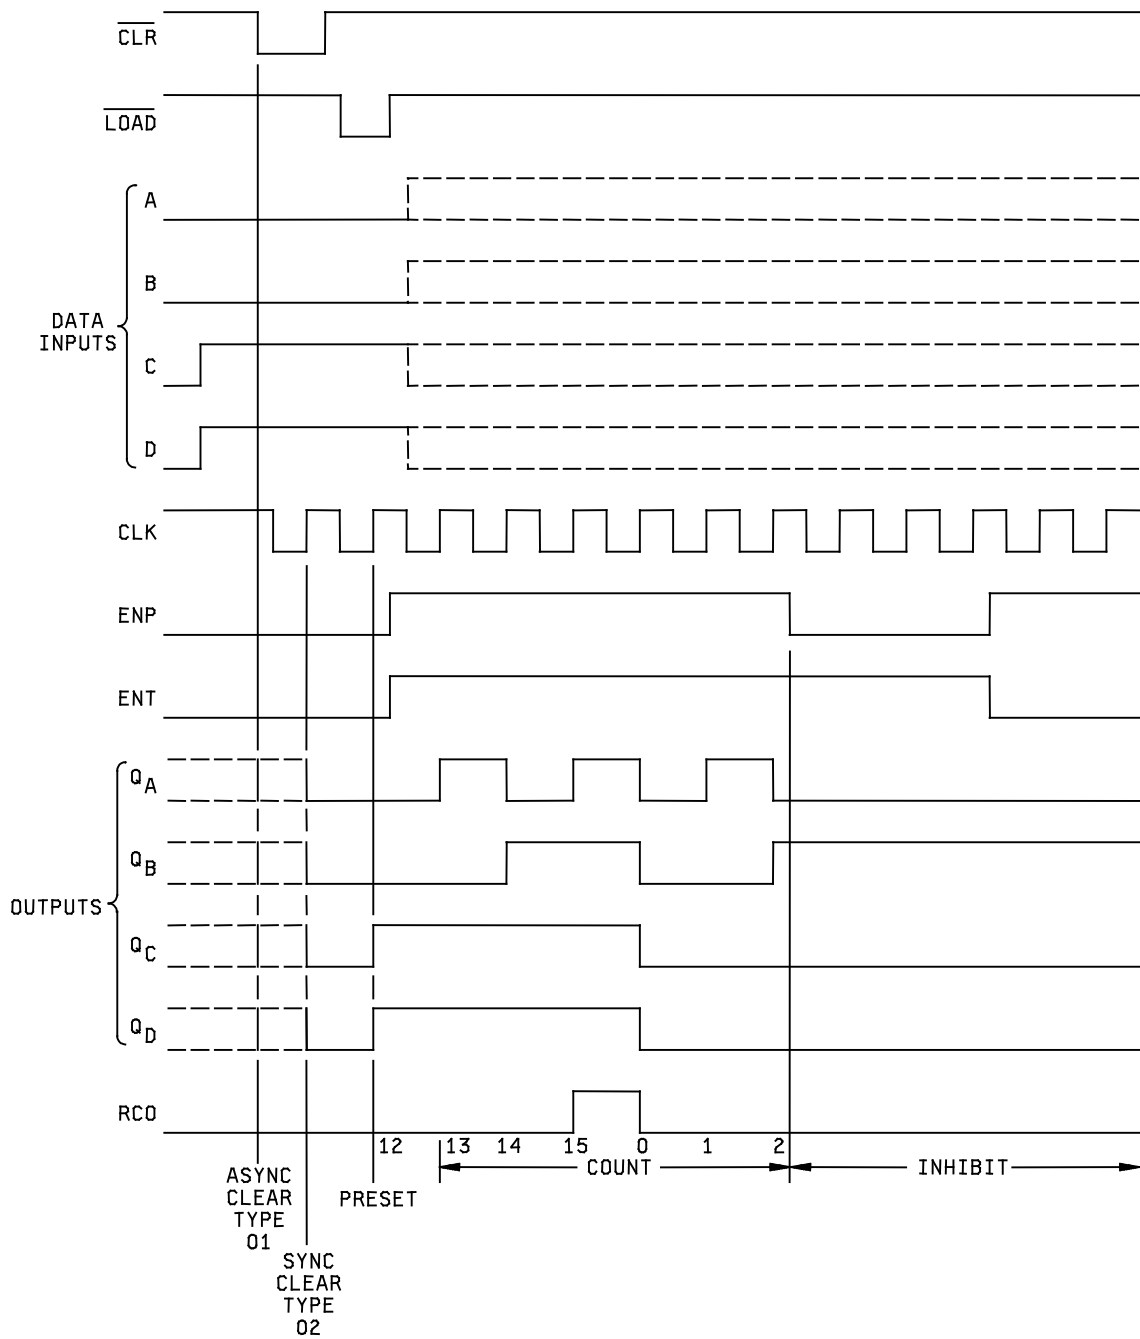 CLR
LOAD
A
B
DATA
INPUTS
C
D
CLK
ENP
ENT
QA
QB
OUTPUTS
QC
QD
RCO
12 13 14 15 0 1 2
COUNT INHIBIT
ASYNC
CLEAR
TYPE
01
PRESET
SYNC
CLEAR
TYPE
02